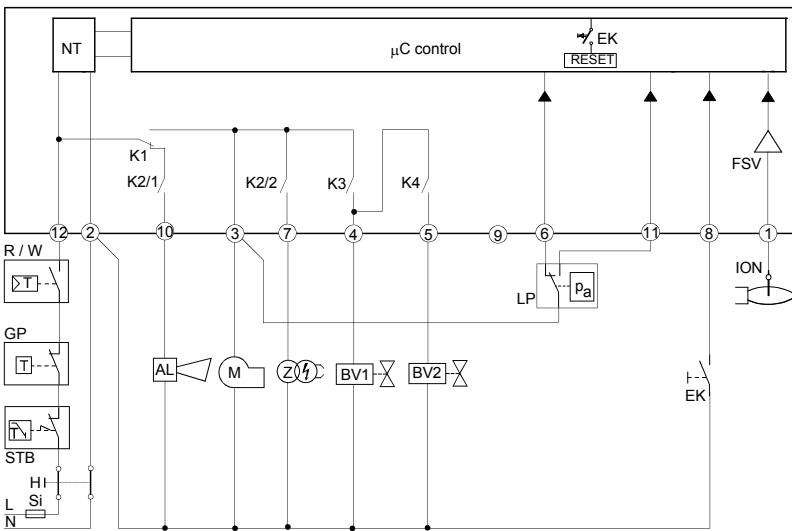 NT
μC control
EK
RESET
K1
K2/1
K2/2
K3
K4
FSV
12
2
10
3
7
4
5
9
6
11
8
1
R / W
T
GP
T
STB
T
H
L
Si
N
AL
M
Z
BV1
BV2
LP
pa
EK
ION